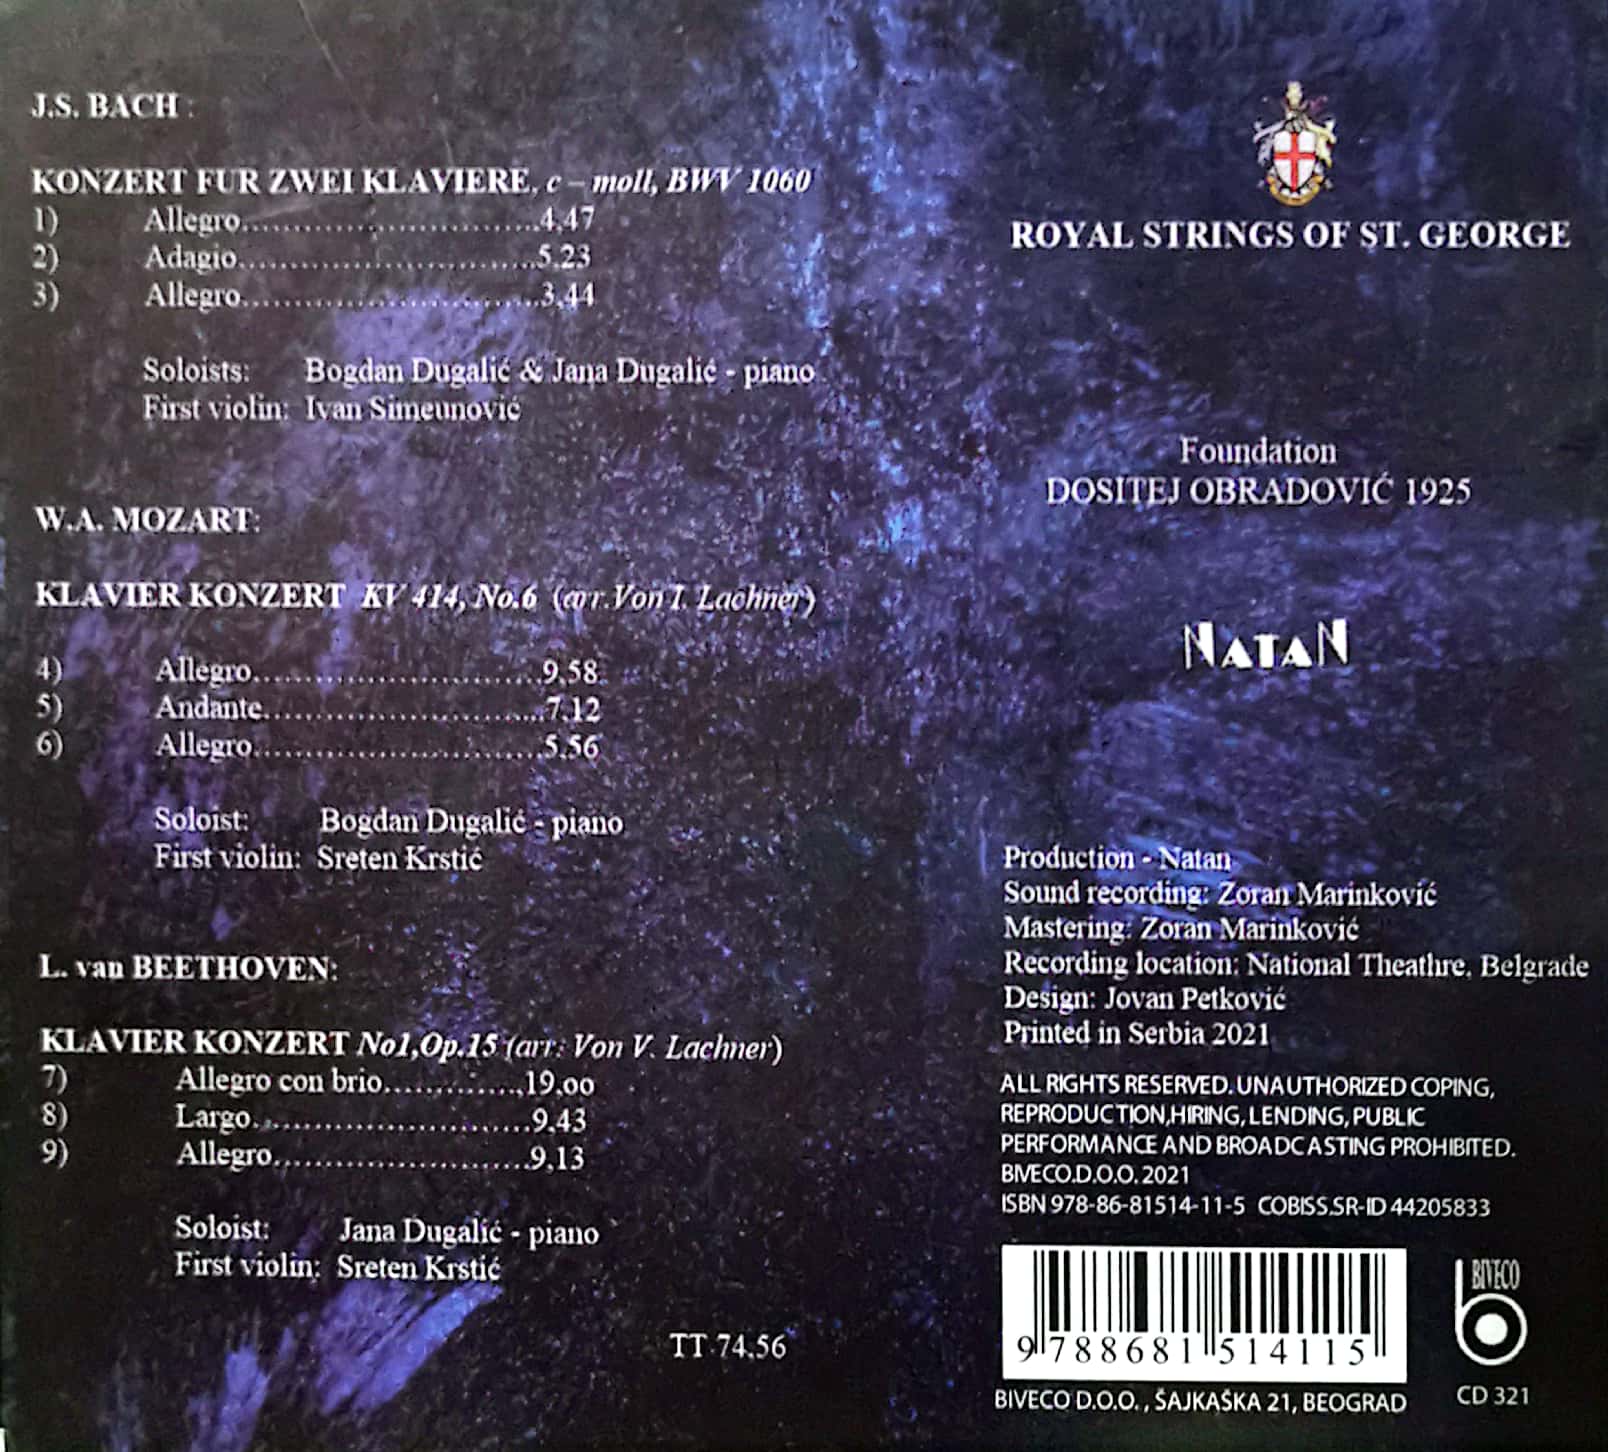 J.S. BACH :
KONZERT FUR ZWEI KLAVIERE, c – moll, BWV 1060
1) Allegro..............................4,47
2) Adagio..............................5,23
3) Allegro..............................3,44
Soloists: Bogdan Dugalić & Jana Dugalić - piano
First violin: Ivan Simeunović
W.A. MOZART:
KLAVIER KONZERT KV 414, No.6 (arr.Von I. Lachner)
4) Allegro.............................9,58
5) Andante............................7,12
6) Allegro.............................5,56
Soloist: Bogdan Dugalić - piano
First violin: Sreten Krstić
L. van BEETHOVEN:
KLAVIER KONZERT No1,Op.15 (arr: Von V. Lachner)
7) Allegro con brio..............,19,oo
8) Largo............................9,43
9) Allegro..........................9,13
Soloist: Jana Dugalić - piano
First violin: Sreten Krstić
TT 74,56
ROYAL STRINGS OF ST. GEORGE
Foundation
DOSITEJ OBRADOVIĆ 1925
NATAN
Production - Natan
Sound recording: Zoran Marinković
Mastering: Zoran Marinković
Recording location: National Theathre, Belgrade
Design: Jovan Petković
Printed in Serbia 2021
ALL RIGHTS RESERVED. UNAUTHORIZED COPING,
REPRODUCTION,HIRING, LENDING, PUBLIC
PERFORMANCE AND BROADCASTING PROHIBITED.
BIVECO.D.O.O. 2021
ISBN 978-86-81514-11-5 COBISS.SR-ID 44205833
9 788681 514115
BIVECO
BIVECO D.O.O. , ŠAJKAŠKA 21, BEOGRAD
CD 321